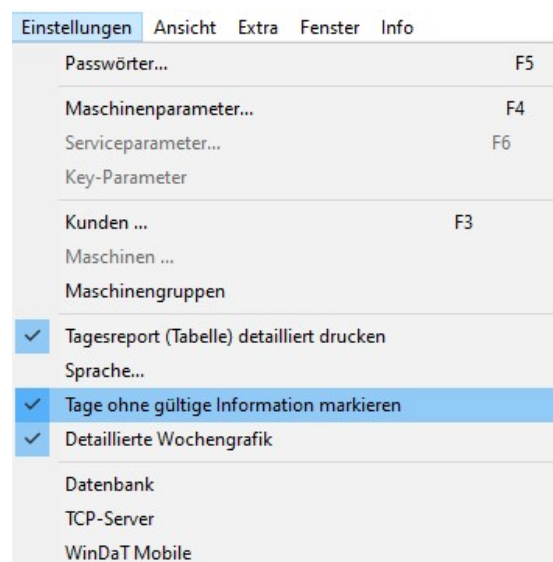 Einstellungen Ansicht Extra Fenster Info
Passwörter... F5
Maschinenparameter... F4
Serviceparameter... F6
Key-Parameter
Kunden ... F3
Maschinen ...
Maschinengruppen
Tagesreport (Tabelle) detailliert drucken
Sprache...
Tage ohne gültige Information markieren
Detaillierte Wochengrafik
Datenbank
TCP-Server
WinDaT Mobile